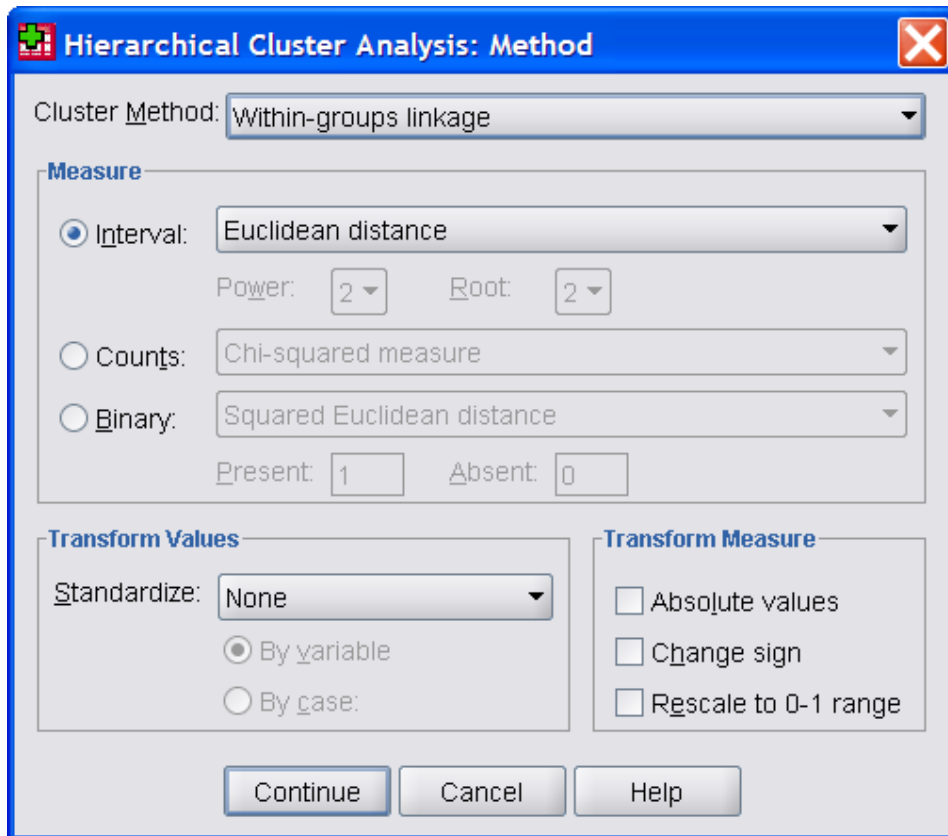 Hierarchical Cluster Analysis: Method
Cluster Method: Within-groups linkage
Measure
Interval: Euclidean distance
Power: 2 Root: 2
Counts: Chi-squared measure
Binary: Squared Euclidean distance
Present: 1 Absent: 0
Transform Values
Standardize: None
By variable
By case:
Transform Measure
Absolute values
Change sign
Rescale to 0-1 range
Continue Cancel Help